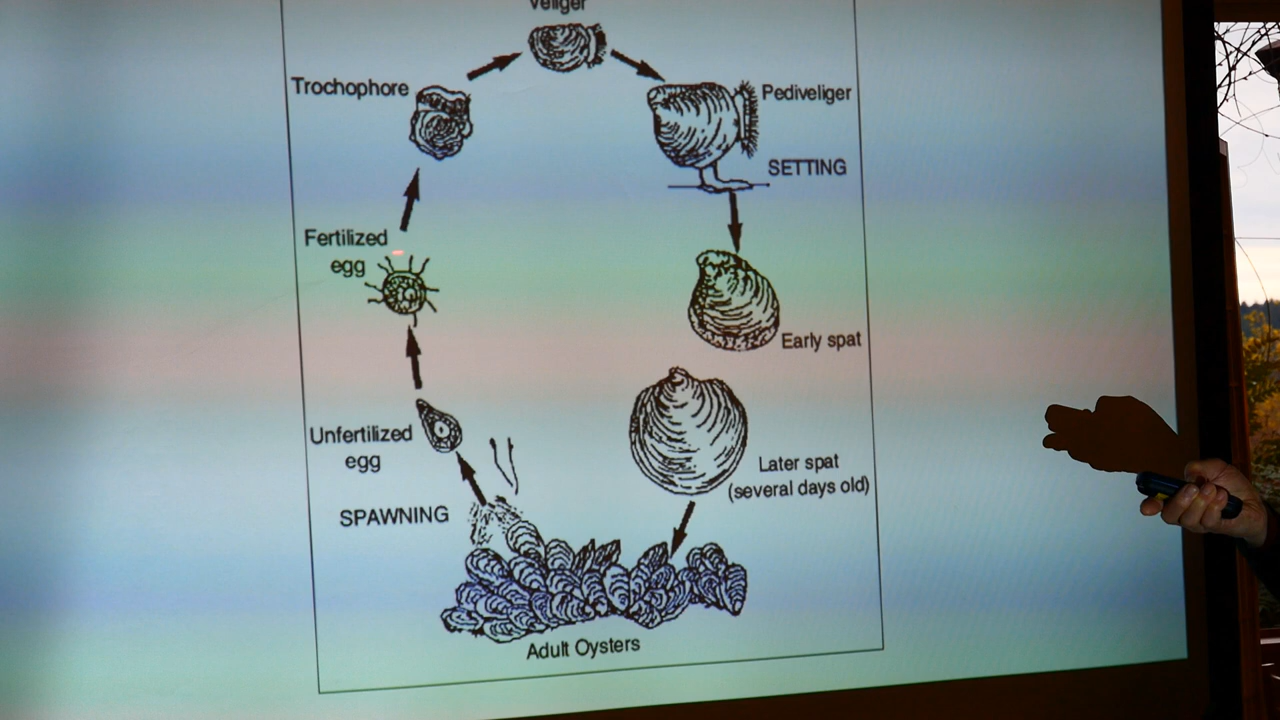 Veliger
Trochophore
Pediveliger
SETTING
Fertilized
egg
Early spat
Unfertilized
egg
Later spat
(several days old)
SPAWNING
Adult Oysters